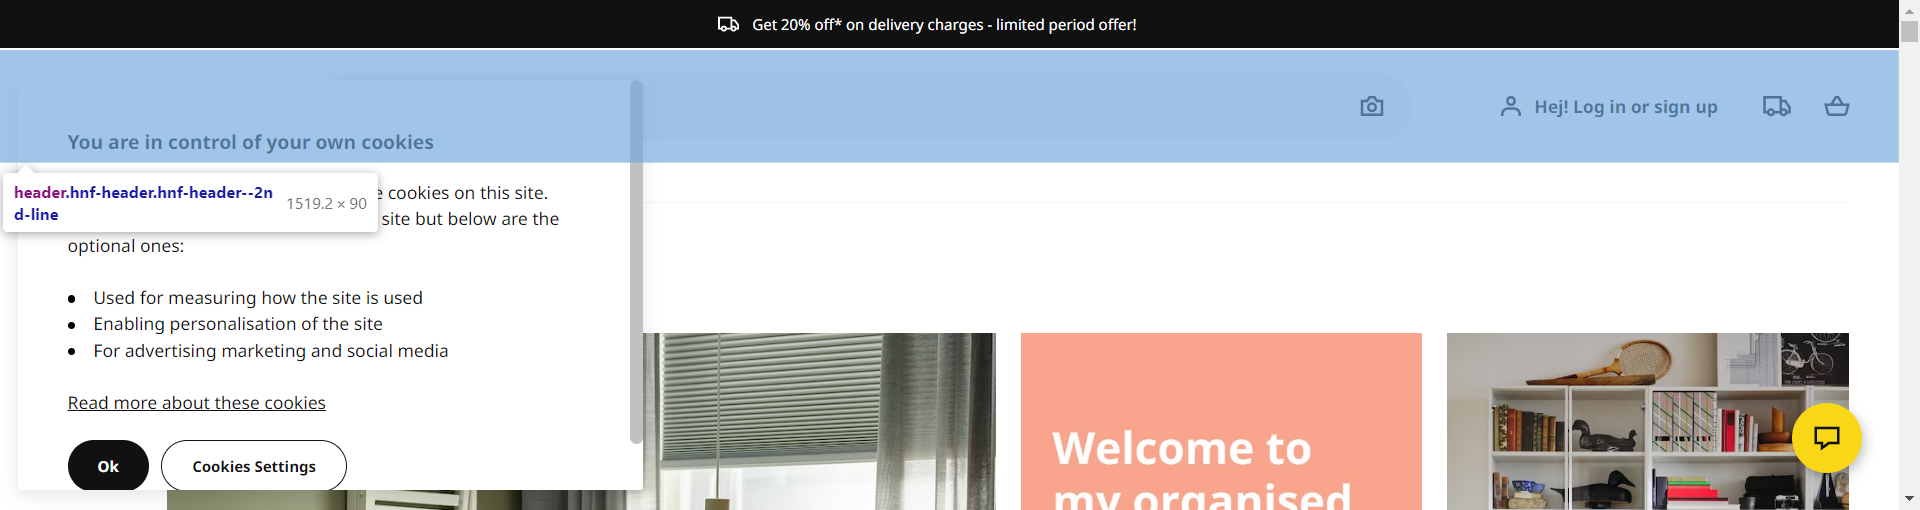 Get 20% off* on delivery charges - limited period offer!
Hej! Log in or sign up
You are in control of your own cookies
header.hnf-header.hnf-header--2n
d-line
1519.2 × 90
cookies on this site.
site but below are the
optional ones:
Used for measuring how the site is used
Enabling personalisation of the site
For advertising marketing and social media
Read more about these cookies
Ok
Cookies Settings
Welcome to
my organised